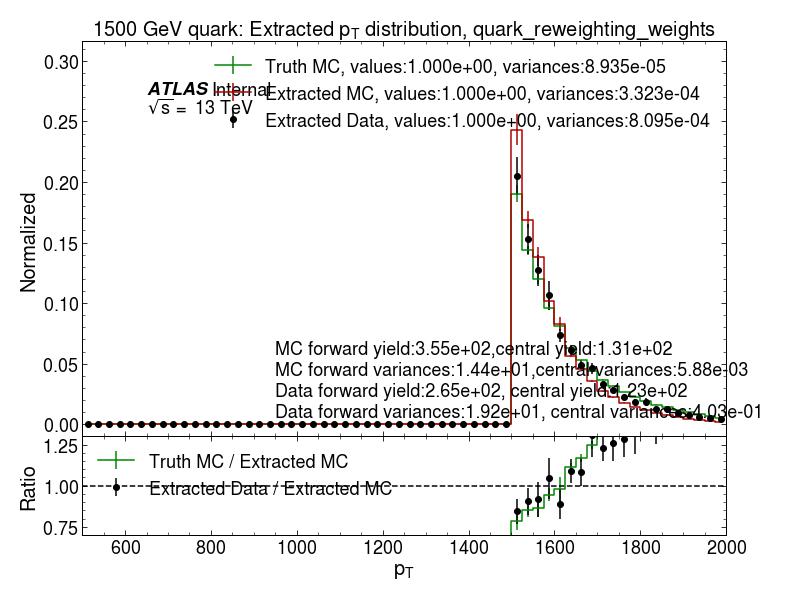 1500 GeV quark: Extracted pT distribution, quark_reweighting_weights
Truth MC, values:1.000e+00, variances:8.935e-05
ATLAS Internal
Extracted MC, values:1.000e+00, variances:3.323e-04
√s = 13 TeV
Extracted Data, values:1.000e+00, variances:8.095e-04
Normalized
0.30
0.25
0.20
0.15
0.10
0.05
0.00
MC forward yield:3.55e+02,central yield:1.31e+02
MC forward variances:1.44e+01,central variances:5.88e-03
Data forward yield:2.65e+02, central yield:1.23e+02
Data forward variances:1.92e+01, central variances:4.03e-01
Ratio
1.25
1.00
0.75
Truth MC / Extracted MC
Extracted Data / Extracted MC
600 800 1000 1200 1400 1600 1800 2000
pT